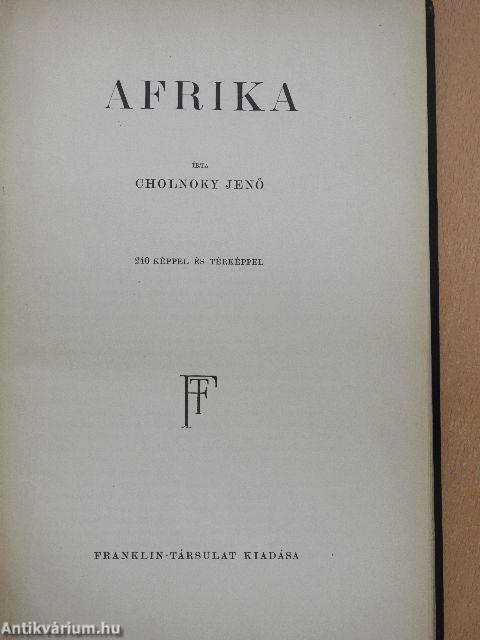 AFRIKA
ÍRTA
CHOLNOKY JENŐ
240 KÉPPEL ÉS TÉRKÉPPEL
FT
FRANKLIN-TÁRSULAT KIADÁSA
Antikvárium.hu